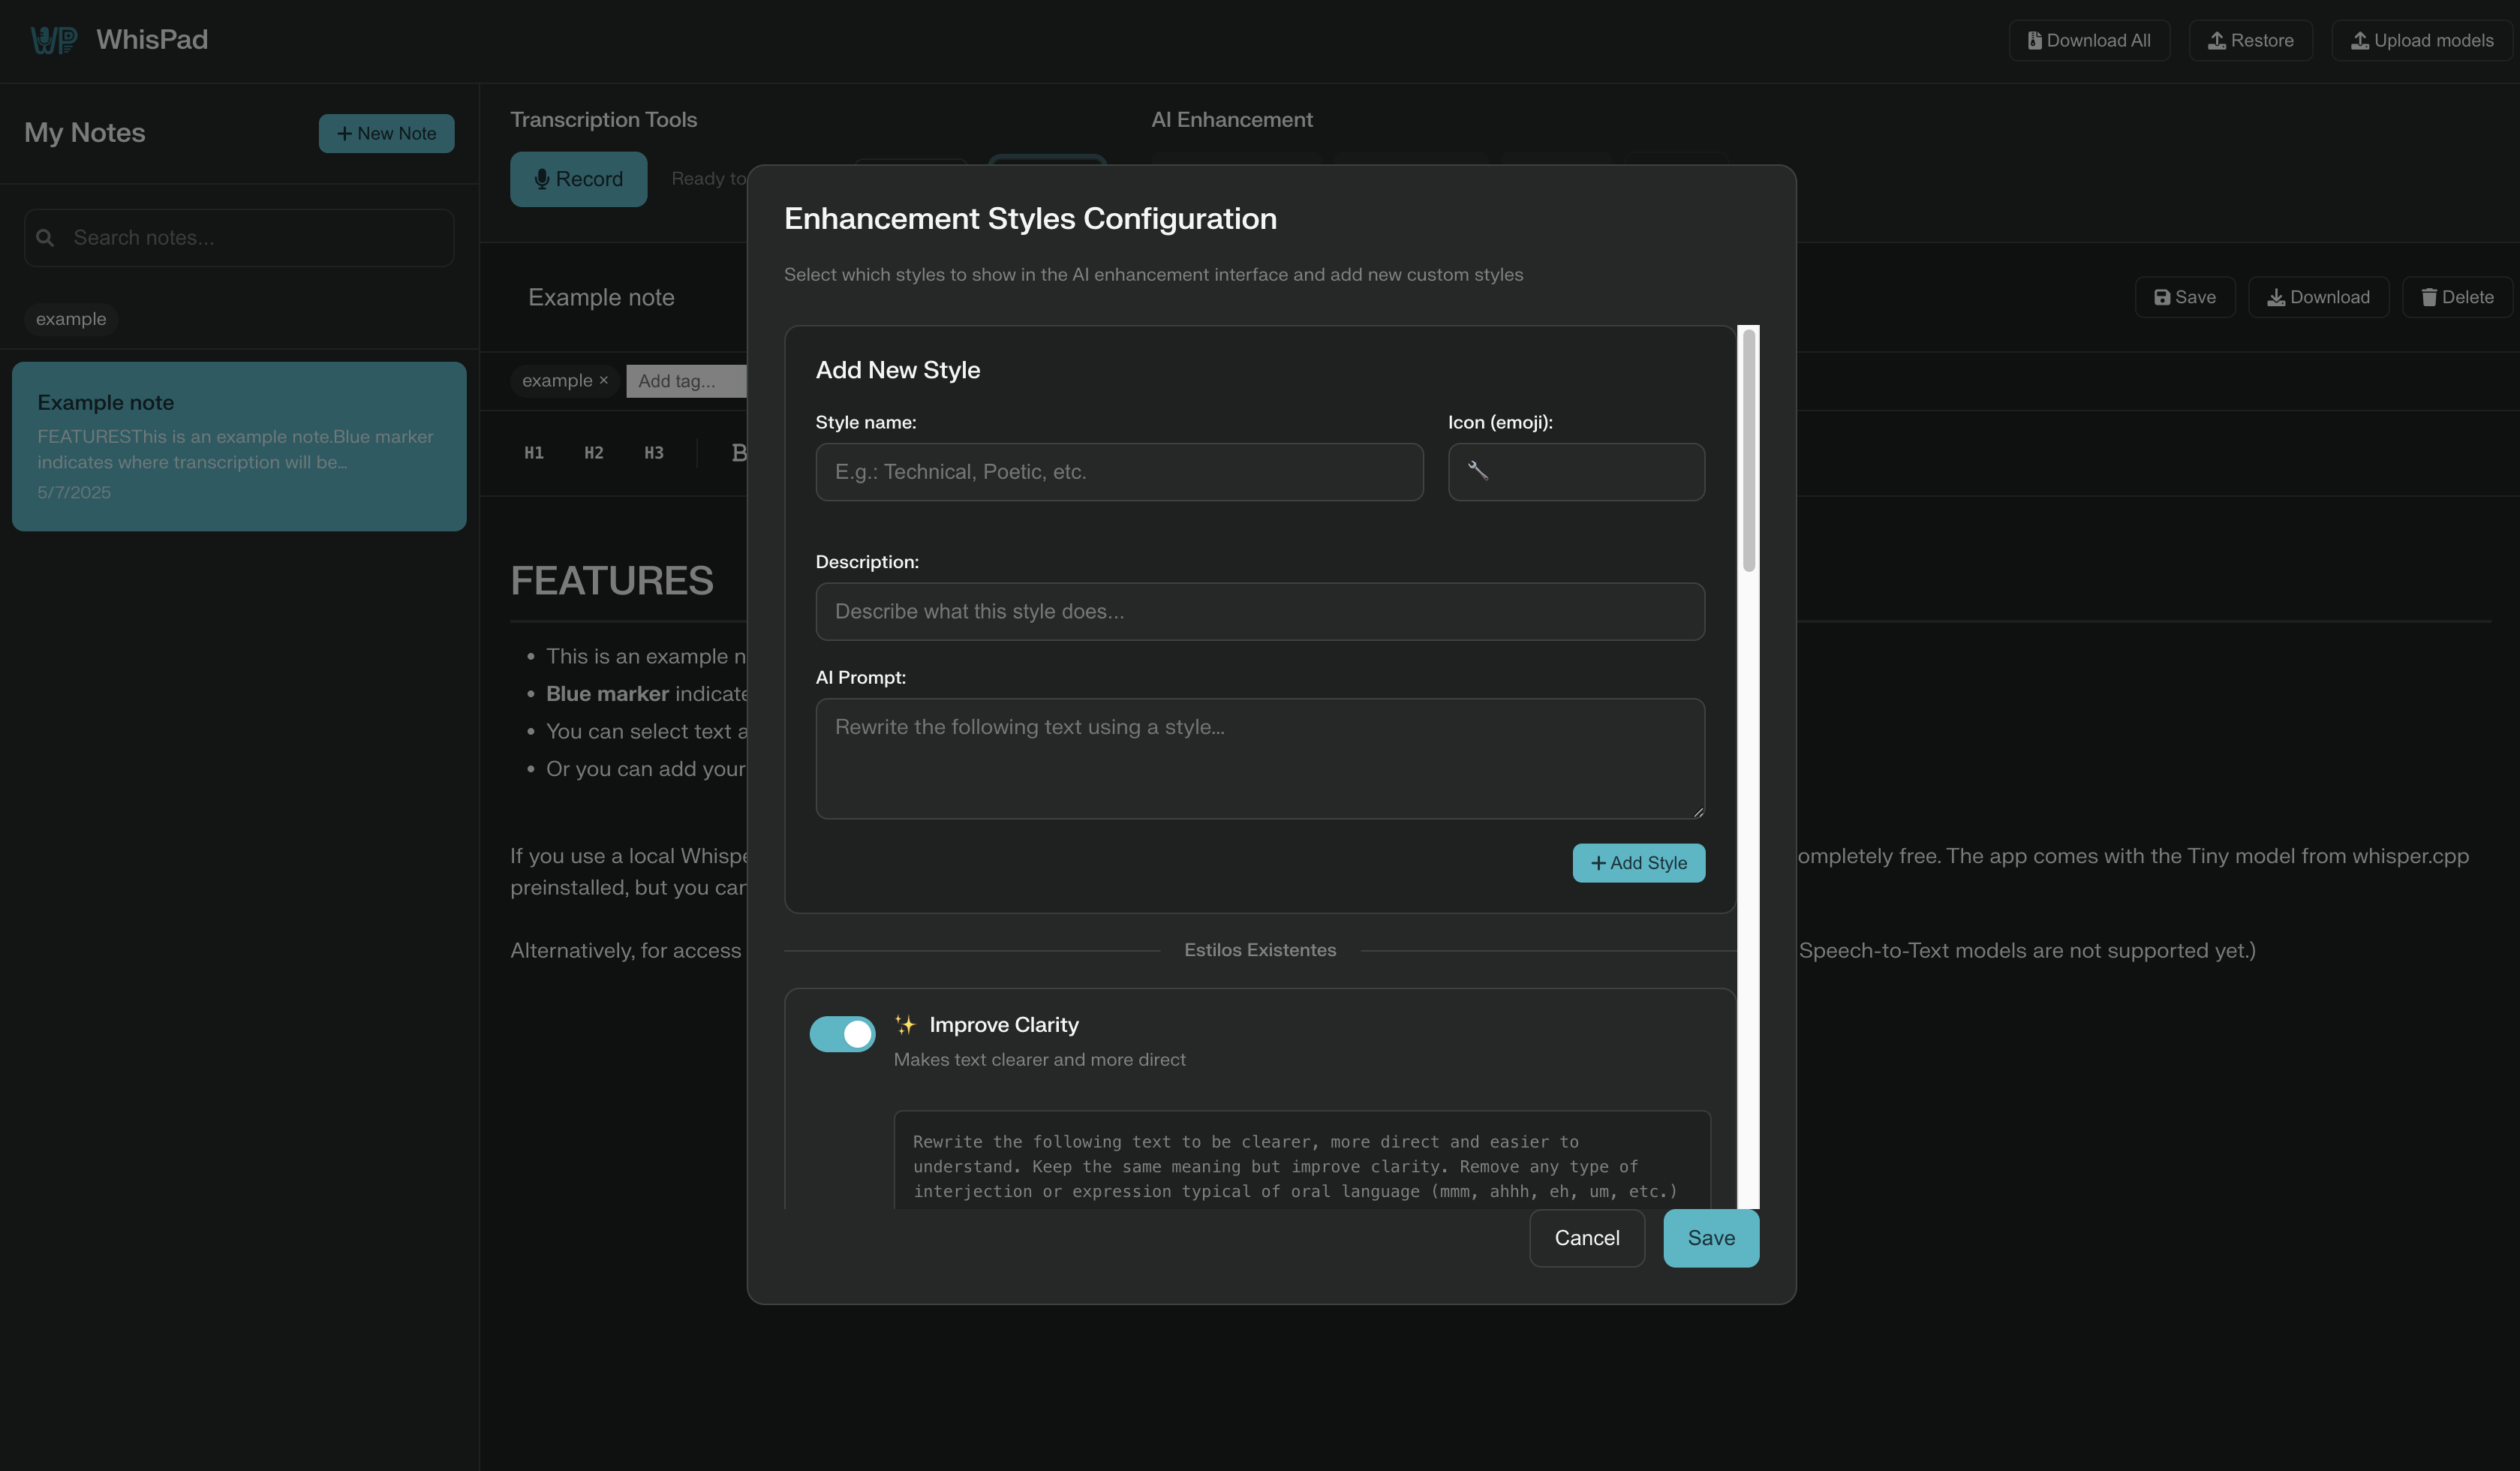 WhisPad
Download All
Restore
Upload models
My Notes
+ New Note
Search notes...
example
Example note
FEATURESThis is an example note.Blue marker
indicates where transcription will be...
5/7/2025
Transcription Tools
AI Enhancement
Record
Ready to
Example note
Save
Download
Delete
example ×
Add tag...
H1 H2 H3 B
FEATURES
• This is an example n
• Blue marker indicate
• You can select text a
• Or you can add your
If you use a local Whispe
ompletely free. The app comes with the Tiny model from whisper.cpp
preinstalled, but you can
Alternatively, for access
Speech-to-Text models are not supported yet.)
Enhancement Styles Configuration
Select which styles to show in the AI enhancement interface and add new custom styles
Add New Style
Style name:
Icon (emoji):
E.g.: Technical, Poetic, etc.
🔧
Description:
Describe what this style does...
AI Prompt:
Rewrite the following text using a style...
+ Add Style
Estilos Existentes
✨ Improve Clarity
Makes text clearer and more direct
Rewrite the following text to be clearer, more direct and easier to
understand. Keep the same meaning but improve clarity. Remove any type of
interjection or expression typical of oral language (mmm, ahhh, eh, um, etc.)
Cancel
Save